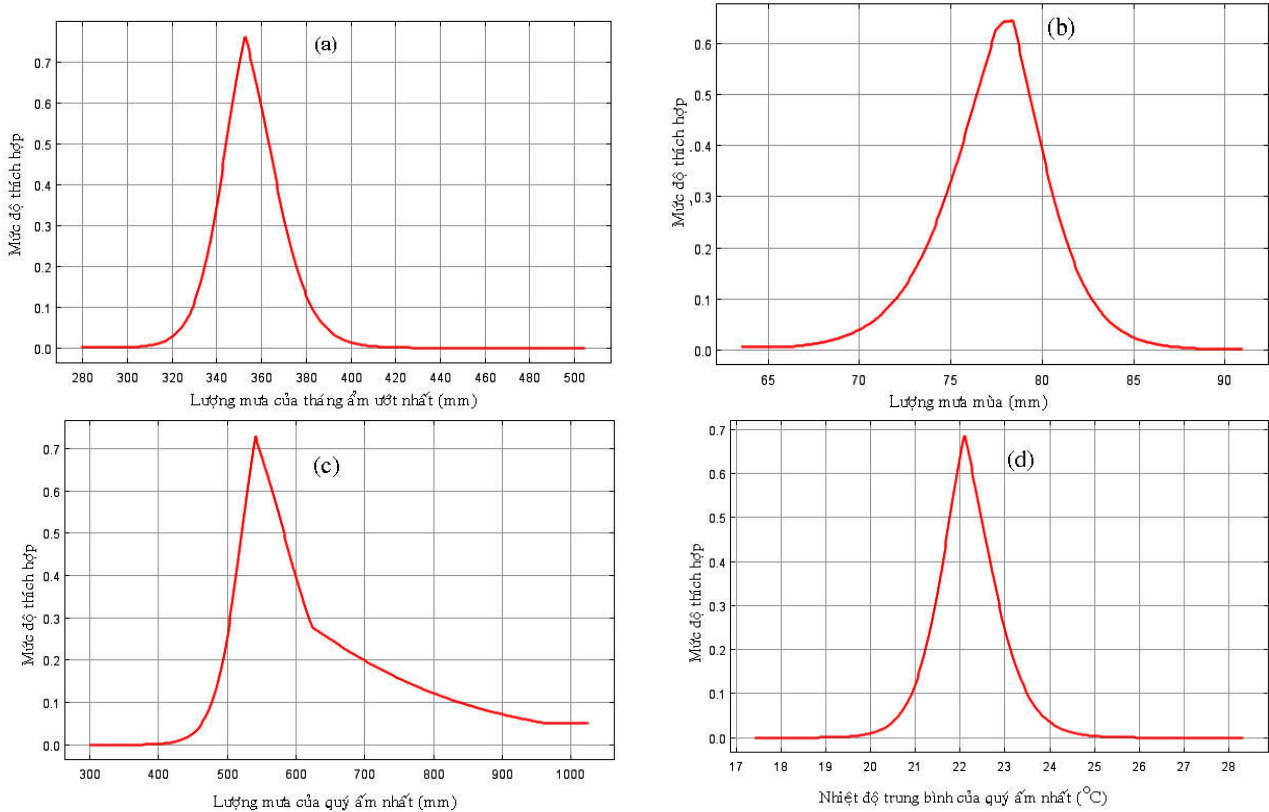 (a)
Mức độ thích hợp
0.7
0.6
0.5
0.4
0.3
0.2
0.1
0.0
280 300 320 340 360 380 400 420 440 460 480 500
Lượng mưa của tháng ẩm ướt nhất (mm)
(b)
Mức độ thích hợp
0.6
0.5
0.4
0.3
0.2
0.1
0.0
65 70 75 80 85 90
Lượng mưa mùa (mm)
(c)
Mức độ thích hợp
0.7
0.6
0.5
0.4
0.3
0.2
0.1
0.0
300 400 500 600 700 800 900 1000
Lượng mưa của quý ấm nhất (mm)
(d)
Mức độ thích hợp
0.7
0.6
0.5
0.4
0.3
0.2
0.1
0.0
17 18 19 20 21 22 23 24 25 26 27 28
Nhiệt độ trung bình của quý ấm nhất (°C)